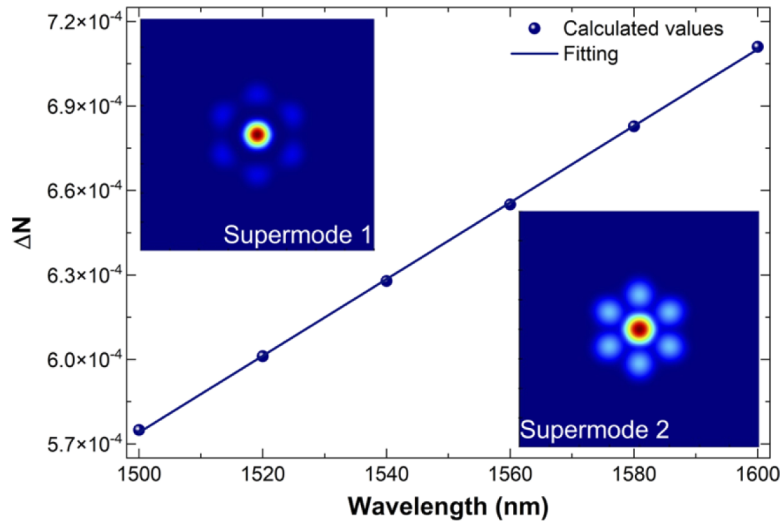 7.2×10⁻⁴
6.9×10⁻⁴
6.6×10⁻⁴
6.3×10⁻⁴
6.0×10⁻⁴
5.7×10⁻⁴
ΔN
Calculated values
Fitting
Supermode 1
Supermode 2
1500 1520 1540 1560 1580 1600
Wavelength (nm)